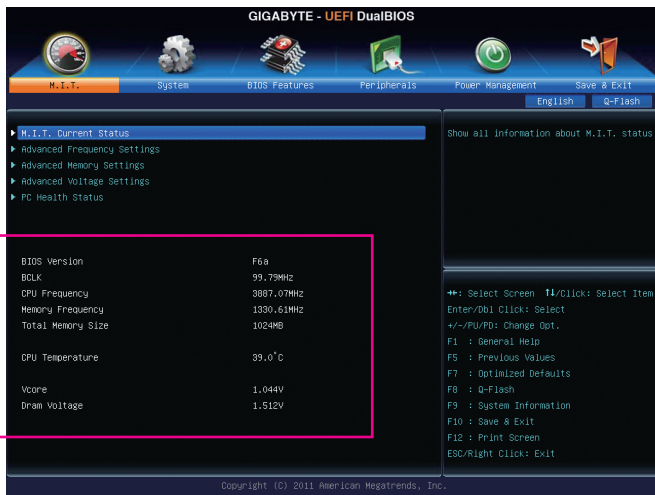 GIGABYTE - UEFI DualBIOS
M.I.T. System BIOS Features Peripherals Power Management Save & Exit
English Q-Flash
M.I.T. Current Status
Advanced Frequency Settings
Advanced Memory Settings
Advanced Voltage Settings
PC Health Status
Show all information about M.I.T. status
BIOS Version F6a
BCLK 99.79MHz
CPU Frequency 3887.07MHz
Memory Frequency 1330.61MHz
Total Memory Size 1024MB
CPU Temperature 39.0°C
Vcore 1.044V
Dram Voltage 1.512V
→←: Select Screen ↑↓/Click: Select Item
Enter/Dbl Click: Select
+/-/PU/PD: Change Opt.
F1 : General Help
F5 : Previous Values
F7 : Optimized Defaults
F8 : Q-Flash
F9 : System Information
F10 : Save & Exit
F12 : Print Screen
ESC/Right Click: Exit
Copyright (C) 2011 American Megatrends, Inc.